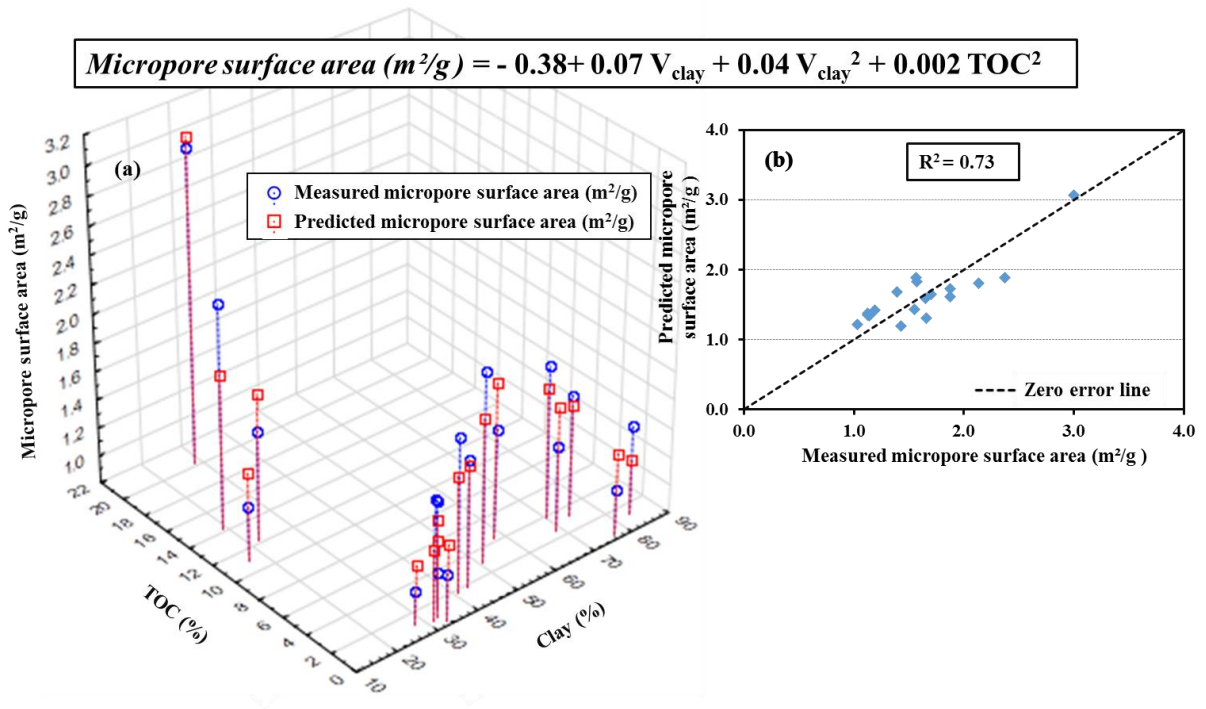 Micropore surface area (m²/g ) = - 0.38+ 0.07 V_clay + 0.04 V_clay² + 0.002 TOC²
(a)
Measured micropore surface area (m²/g)
Predicted micropore surface area (m²/g)
Micropore surface area (m²/g)
3.2
3.0
2.8
2.6
2.4
2.2
2.0
1.8
1.6
1.4
1.2
1.0
22
20
18
16
14
12
10
8
6
4
2
0
TOC (%)
10
20
30
40
50
60
70
80
90
Clay (%)
(b)
R² = 0.73
Predicted micropore
surface area (m²/g )
4.0
3.0
2.0
1.0
0.0
Zero error line
0.0 1.0 2.0 3.0 4.0
Measured micropore surface area (m²/g )